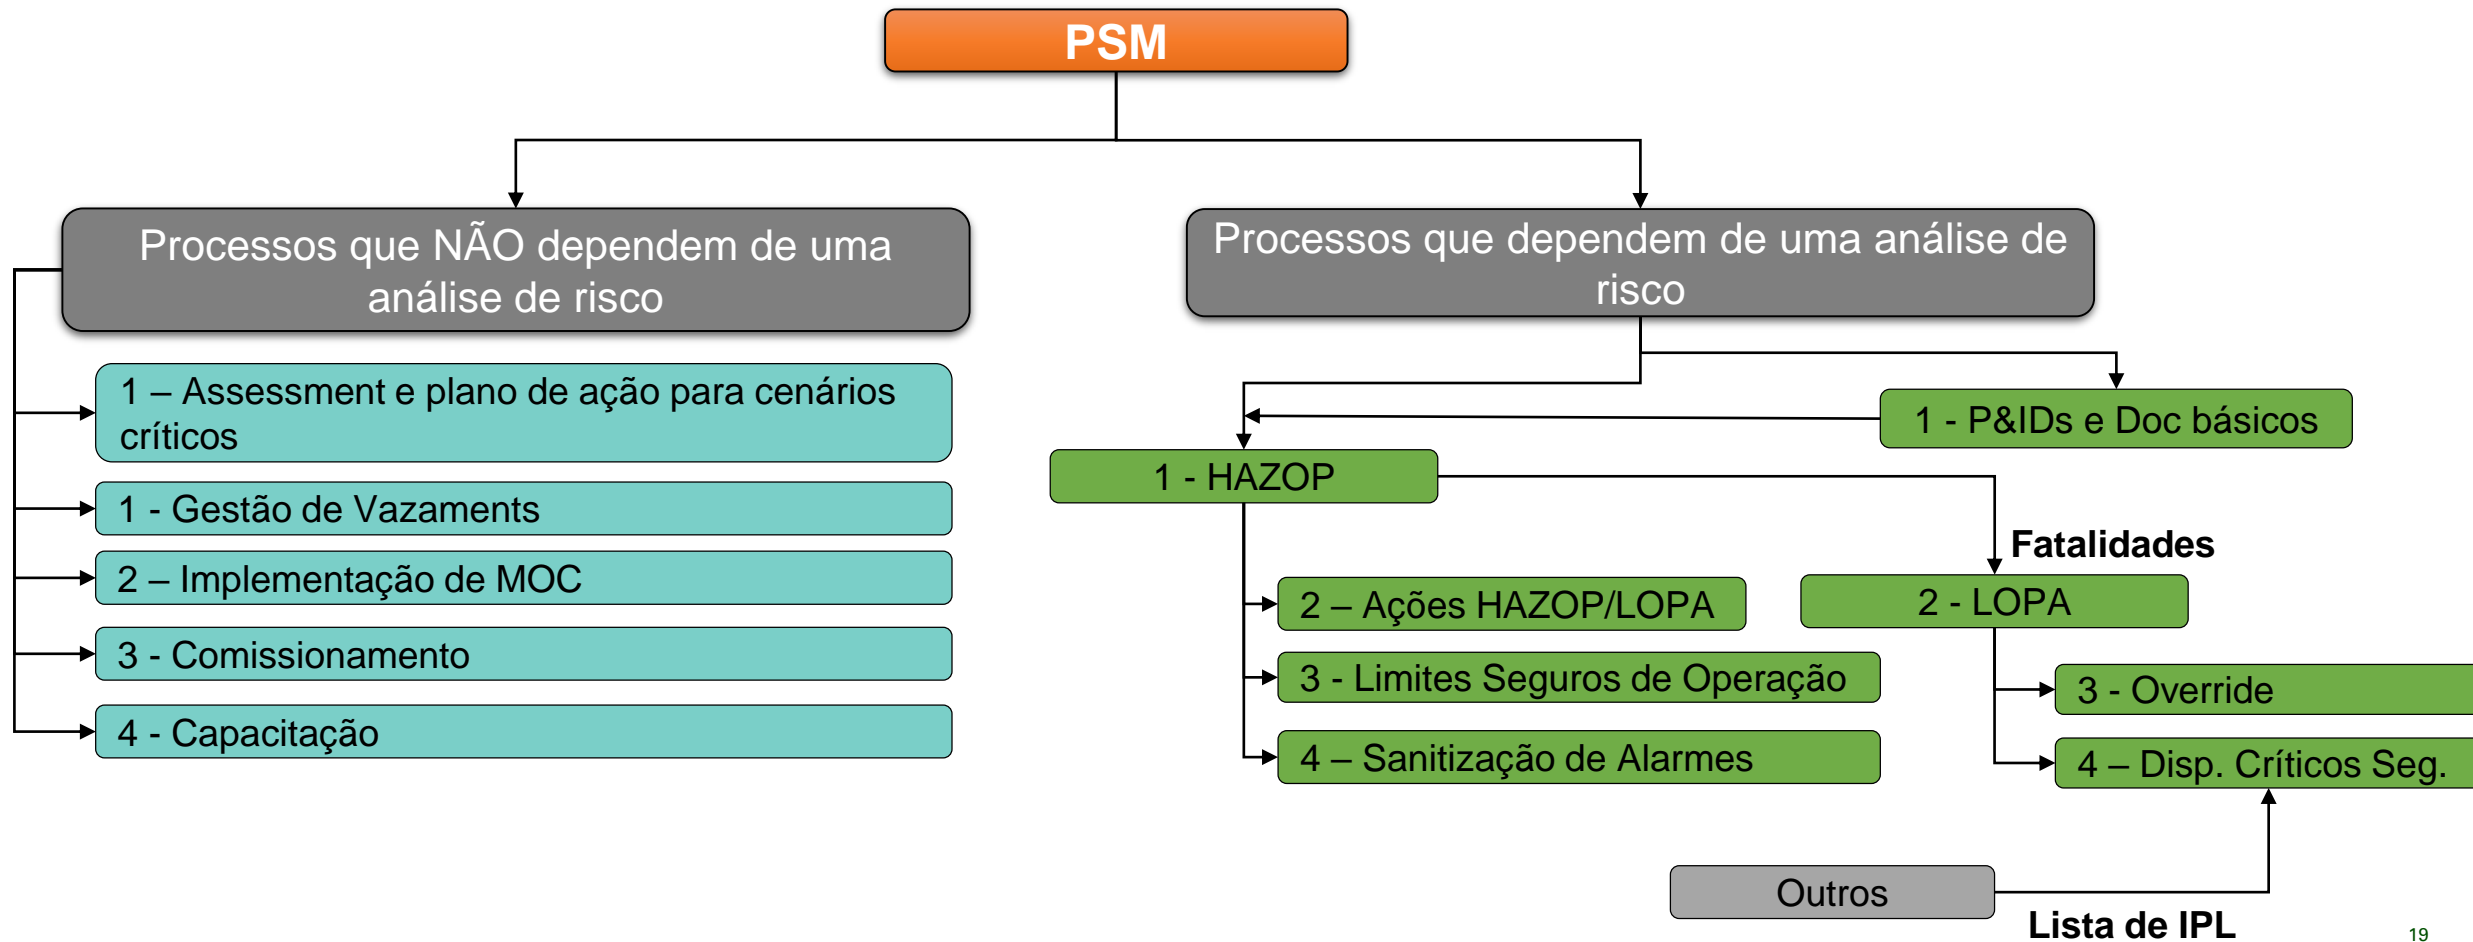 PSM
Processos que NÃO dependem de uma
análise de risco
1 – Assessment e plano de ação para cenários
críticos
1 - Gestão de Vazaments
2 – Implementação de MOC
3 - Comissionamento
4 - Capacitação
Processos que dependem de uma análise de
risco
1 - P&IDs e Doc básicos
1 - HAZOP
Fatalidades
2 – Ações HAZOP/LOPA
2 - LOPA
3 - Limites Seguros de Operação
3 - Override
4 – Sanitização de Alarmes
4 – Disp. Críticos Seg.
Outros
Lista de IPL
19